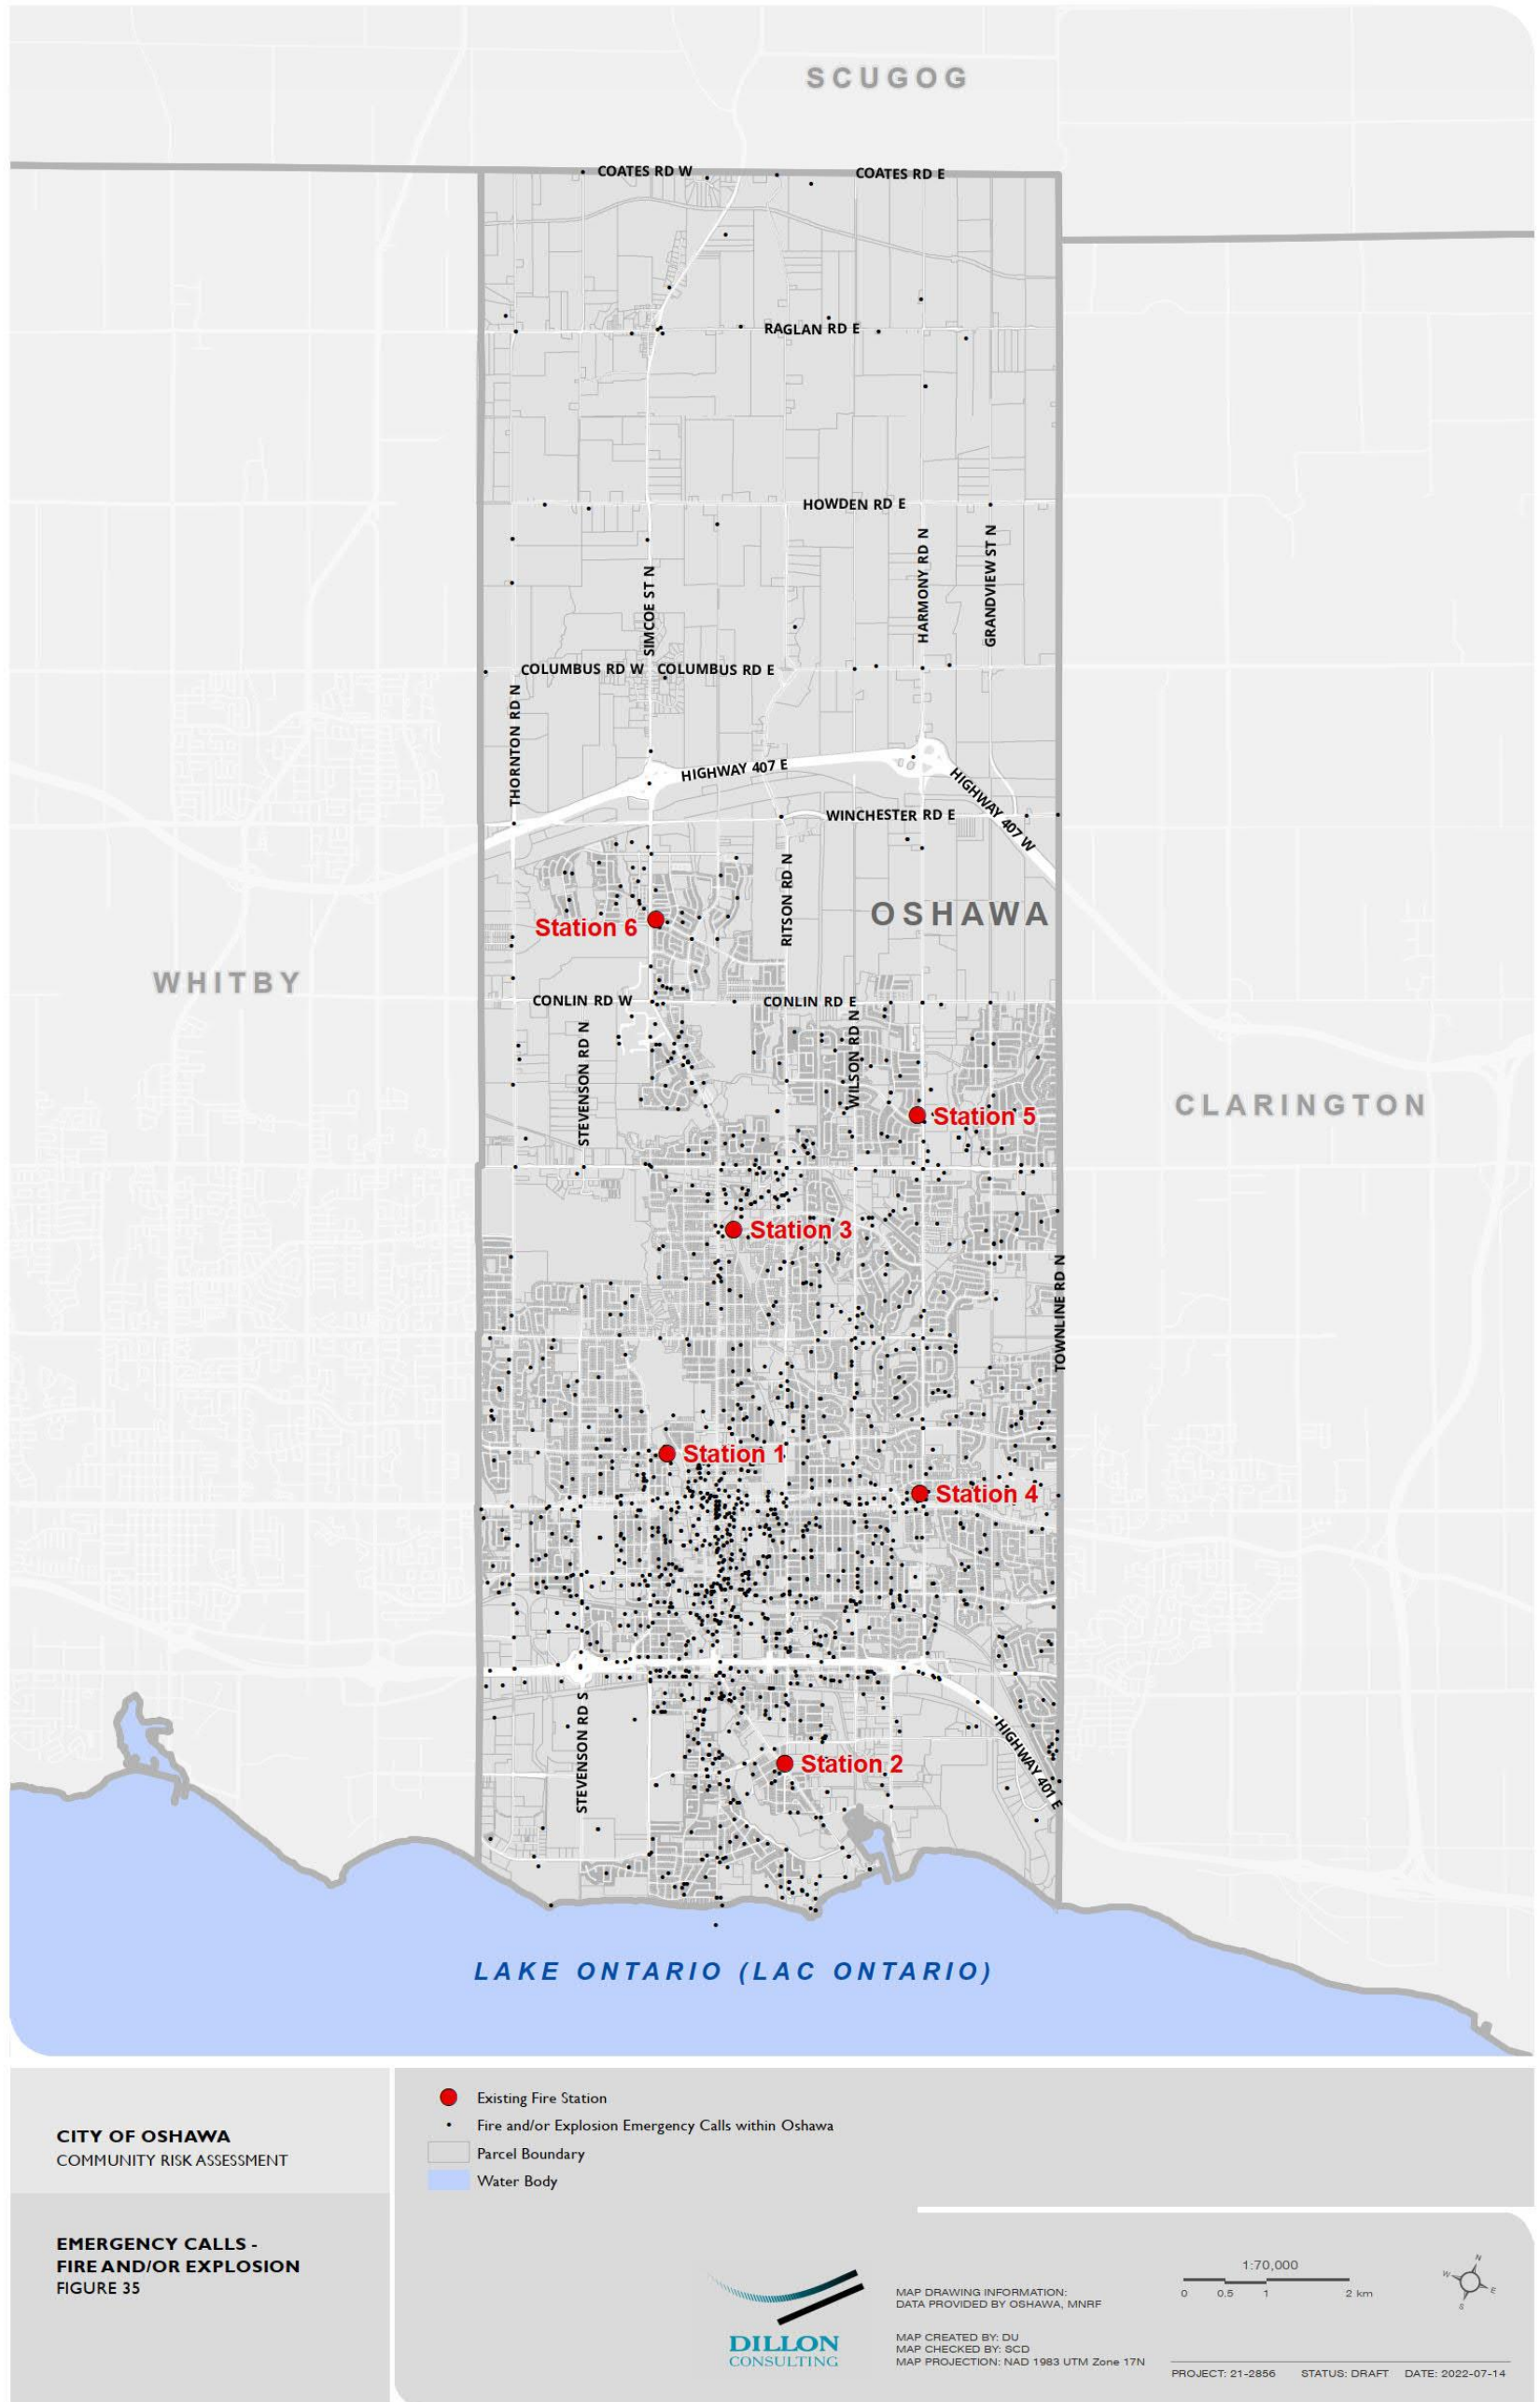 SCUGOG
COATES RD W
COATES RD E
RAGLAN RD E
HOWDEN RD E
SIMCOE ST N
HARMONY RD N
GRANDVIEW ST N
COLUMBUS RD W
COLUMBUS RD E
THORNTON RD N
HIGHWAY 407 E
HIGHWAY 407 W
WINCHESTER RD E
RITSON RD N
OSHAWA
Station 6
WHITBY
CONLIN RD W
CONLIN RD E
STEVENSON RD N
WILSON RD N
CLARINGTON
Station 5
Station 3
TOWNLINE RD N
Station 1
Station 4
STEVENSON RD S
HIGHWAY 401 E
Station 2
LAKE ONTARIO (LAC ONTARIO)
CITY OF OSHAWA
COMMUNITY RISK ASSESSMENT
EMERGENCY CALLS -
FIRE AND/OR EXPLOSION
FIGURE 35
Existing Fire Station
Fire and/or Explosion Emergency Calls within Oshawa
Parcel Boundary
Water Body
DILLON
CONSULTING
MAP DRAWING INFORMATION:
DATA PROVIDED BY OSHAWA, MNRF
MAP CREATED BY: DU
MAP CHECKED BY: SCD
MAP PROJECTION: NAD 1983 UTM Zone 17N
1:70,000
0 0.5 1 2 km
N
W
E
S
PROJECT: 21-2856 STATUS: DRAFT DATE: 2022-07-14